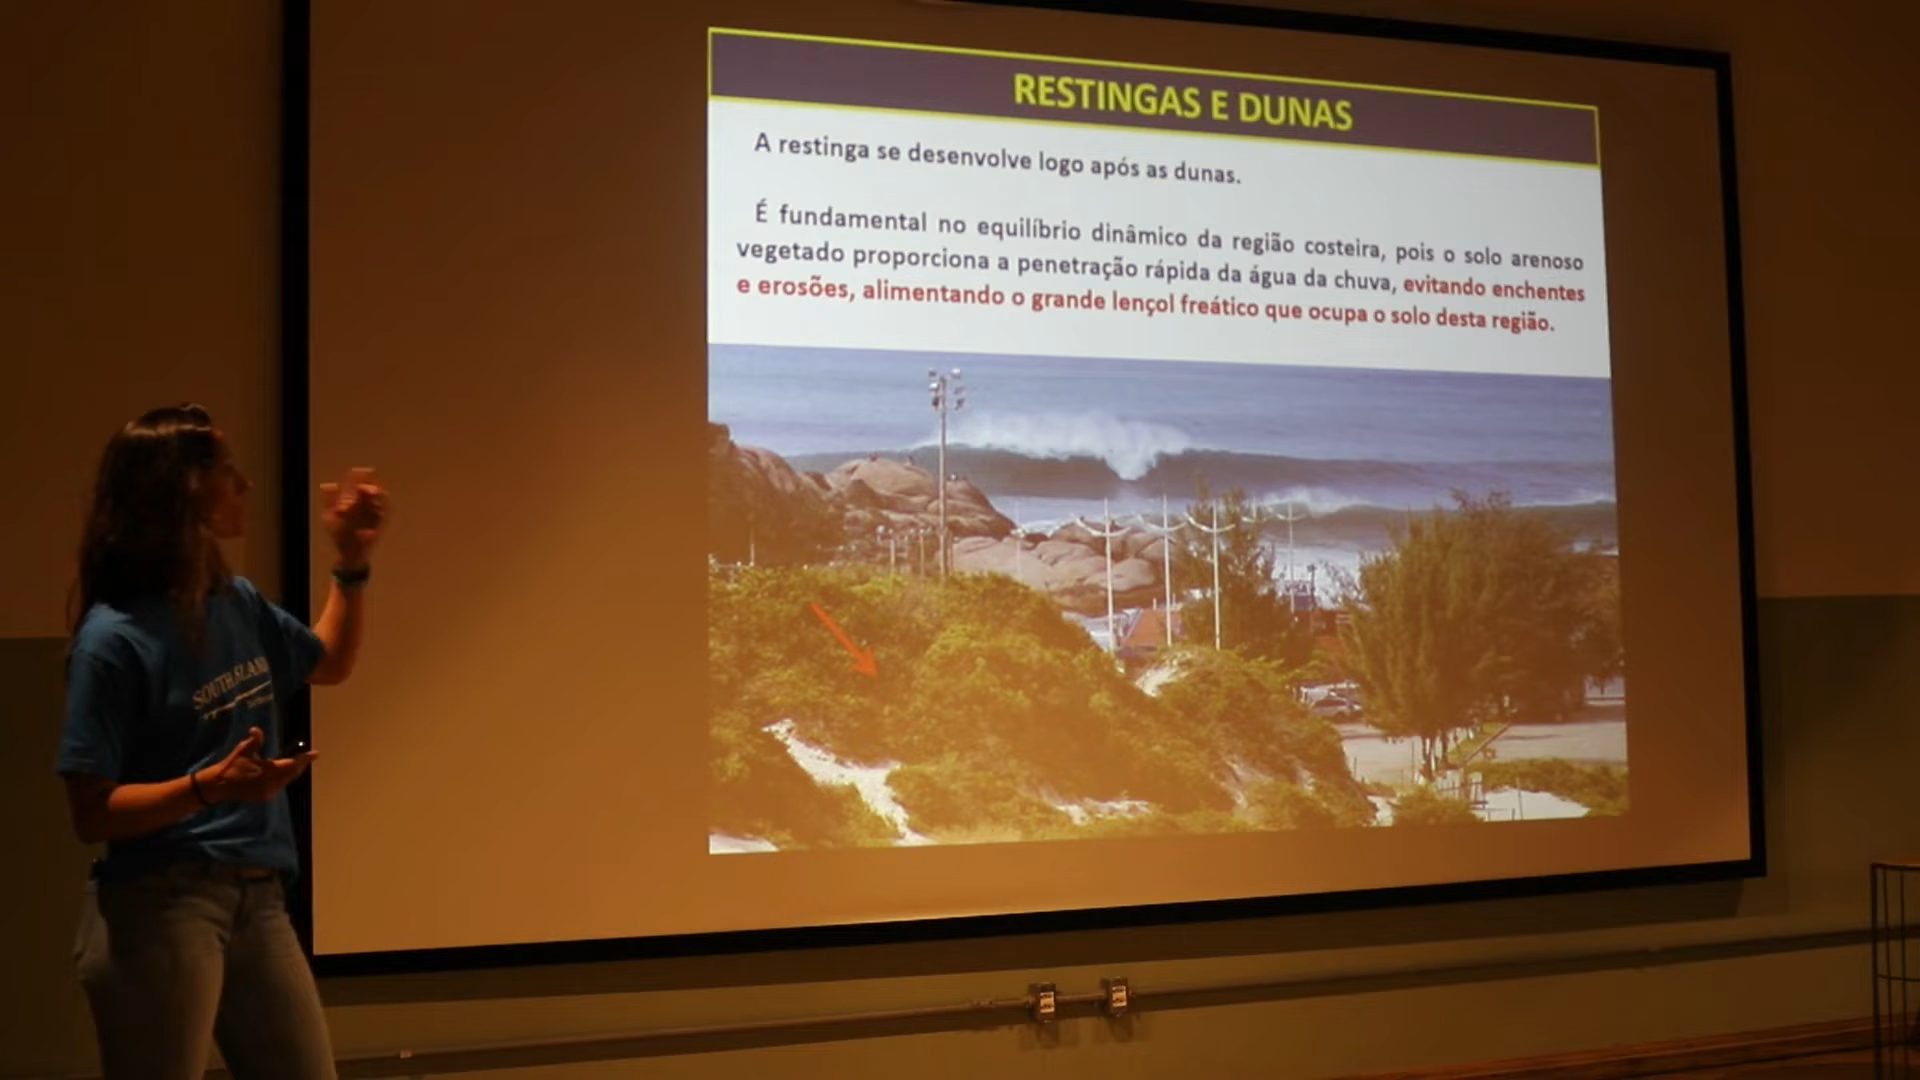 RESTINGAS E DUNAS
A restinga se desenvolve logo após as dunas.
É fundamental no equilíbrio dinâmico da região costeira, pois o solo arenoso
vegetado proporciona a penetração rápida da água da chuva, evitando enchentes
e erosões, alimentando o grande lençol freático que ocupa o solo desta região.
SOUTH ISLAND